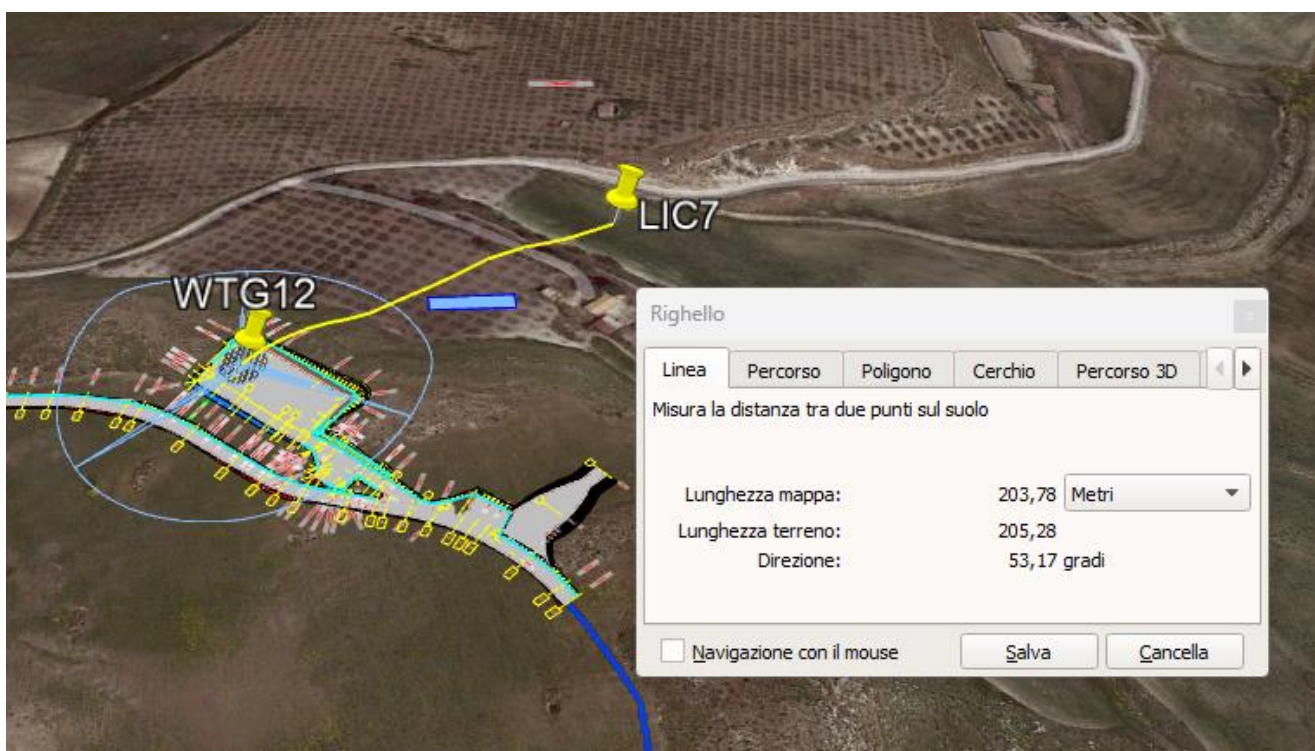 LIC7
WTG12
Righello
Linea Percorso Poligono Cerchio Percorso 3D
Misura la distanza tra due punti sul suolo
Lunghezza mappa: 203,78 Metri
Lunghezza terreno: 205,28
Direzione: 53,17 gradi
Navigazione con il mouse Salva Cancella